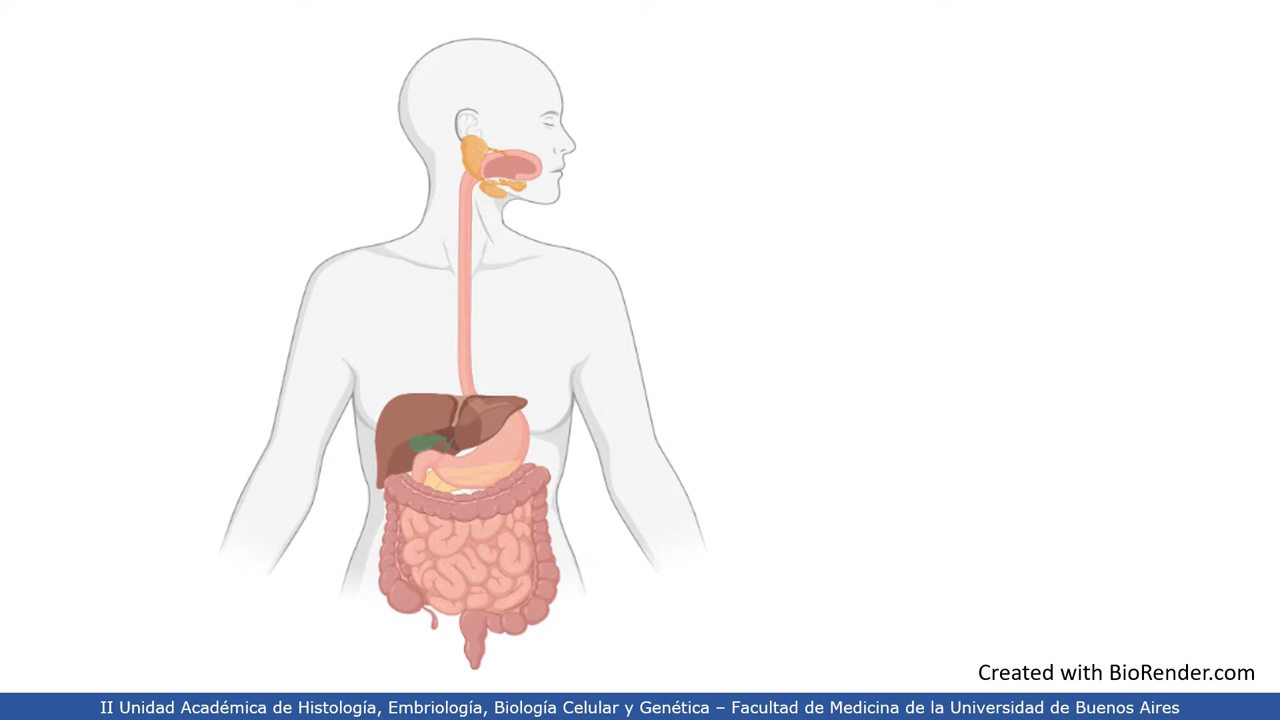 Created with BioRender.com
II Unidad Académica de Histología, Embriología, Biología Celular y Genética – Facultad de Medicina de la Universidad de Buenos Aires